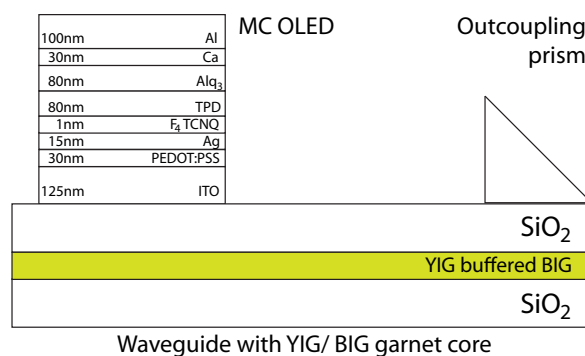 MC OLED
Outcoupling
prism
100nm Al
30nm Ca
80nm Alq₃
80nm TPD
1nm F₄ TCNQ
15nm Ag
30nm PEDOT:PSS
125nm ITO
SiO₂
YIG buffered BIG
SiO₂
Waveguide with YIG/ BIG garnet core